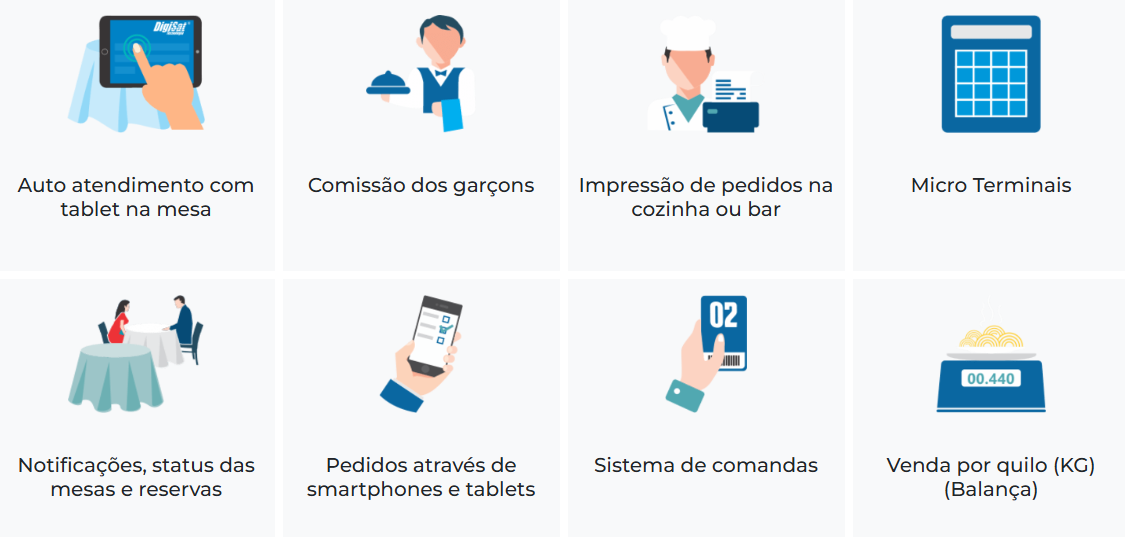 DigiSat
Auto atendimento com
tablet na mesa
Comissão dos garçons
Impressão de pedidos na
cozinha ou bar
Micro Terminais
02
00.440
Notificações, status das
mesas e reservas
Pedidos através de
smartphones e tablets
Sistema de comandas
Venda por quilo (KG)
(Balança)